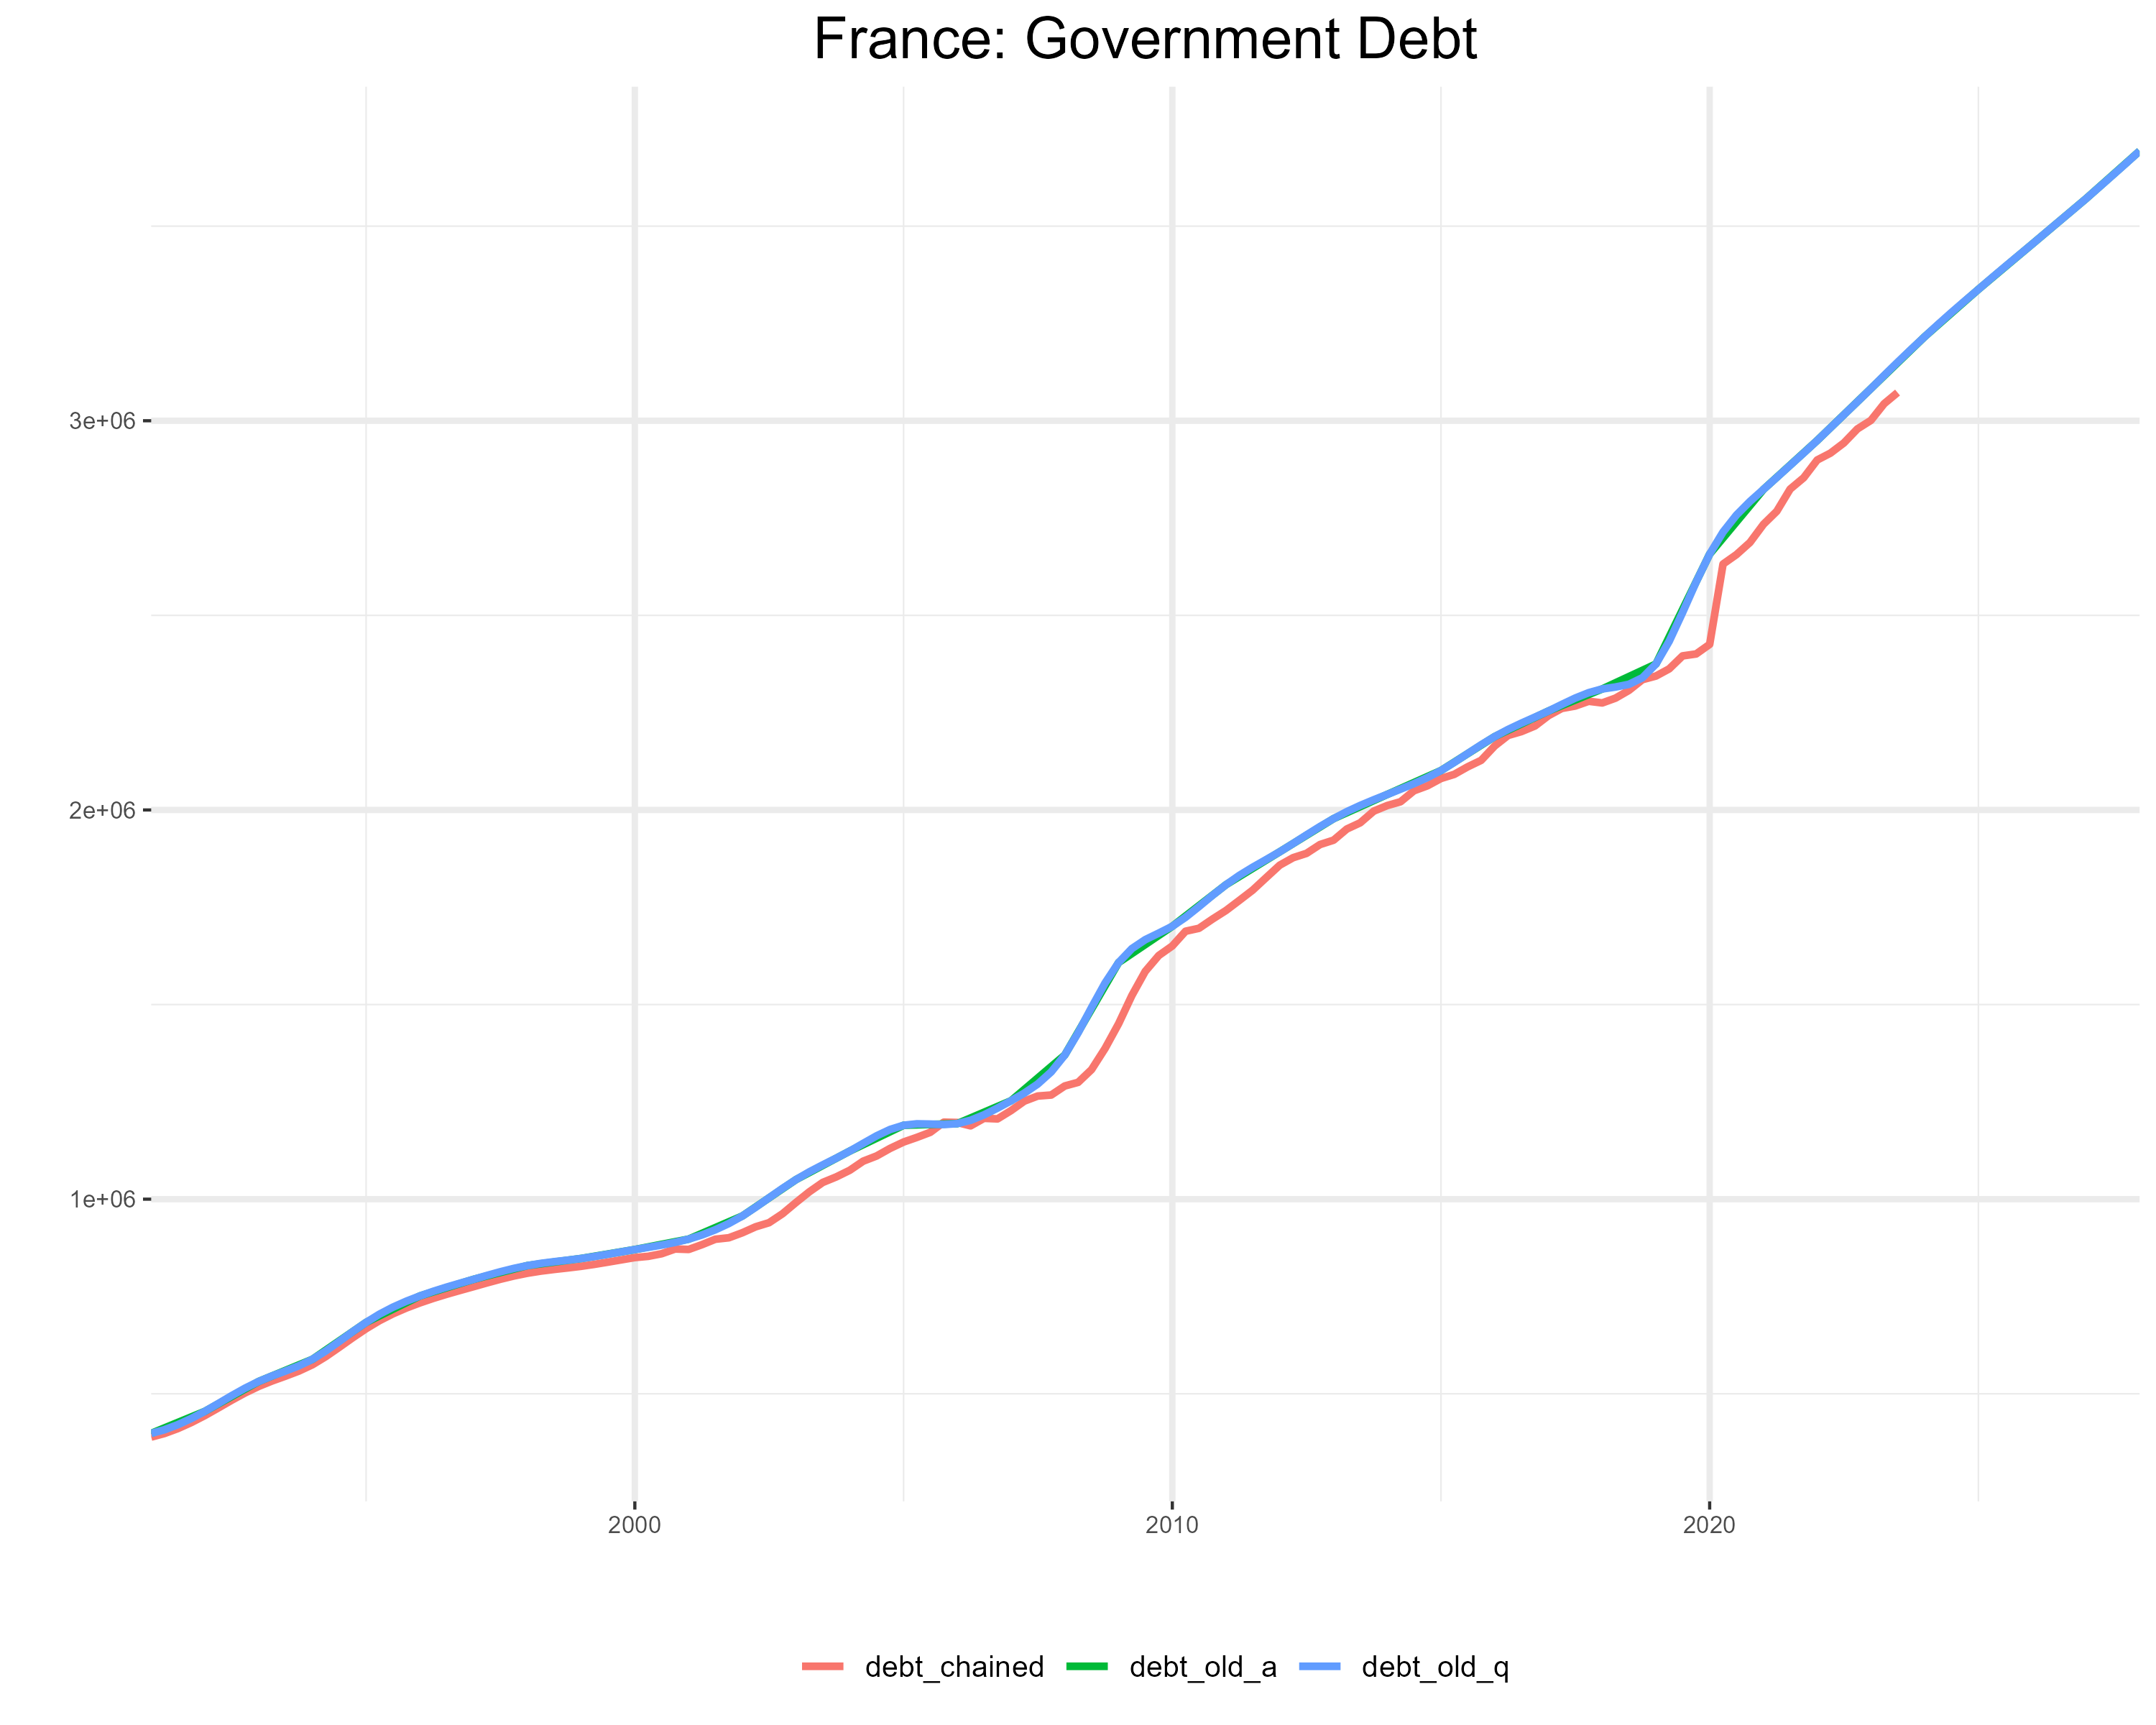 France: Government Debt
3e+06
2e+06
1e+06
2000 2010 2020
debt_chained debt_old_a debt_old_q